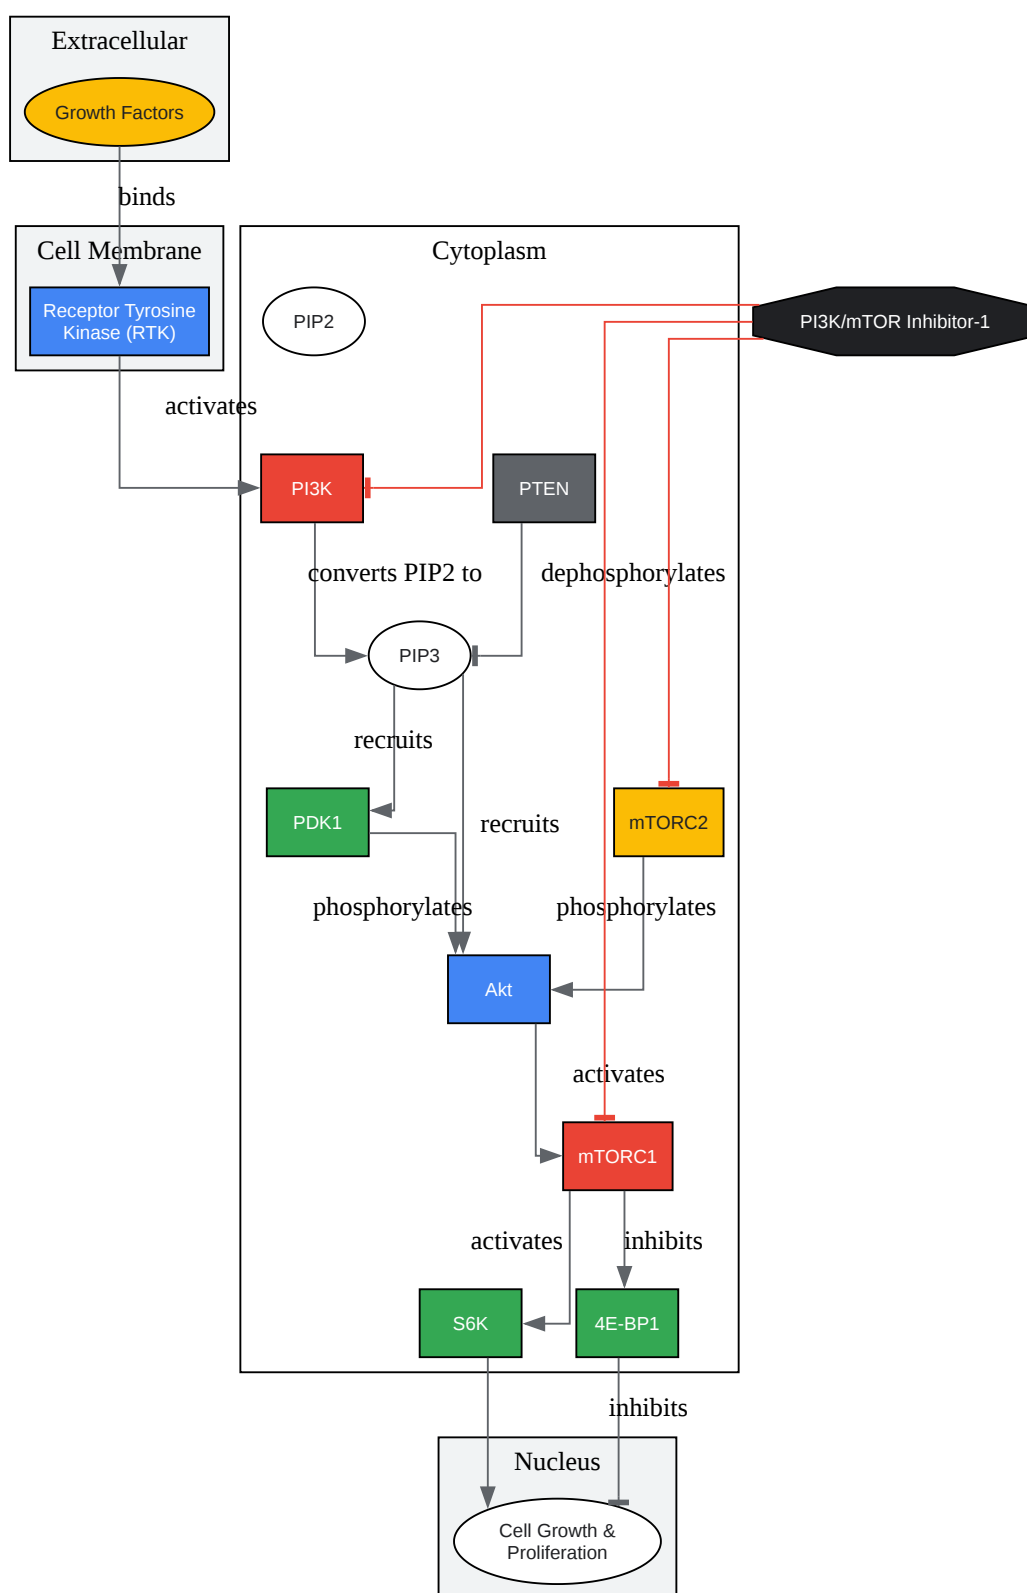 Extracellular
Growth Factors
binds
Cell Membrane
Receptor Tyrosine
Kinase (RTK)
Cytoplasm
PIP2
PI3K/mTOR Inhibitor-1
activates
PI3K
PTEN
converts PIP2 to
dephosphorylates
PIP3
recruits
PDK1
recruits
mTORC2
phosphorylates
phosphorylates
Akt
activates
mTORC1
activates
inhibits
S6K
4E-BP1
inhibits
Nucleus
Cell Growth &
Proliferation